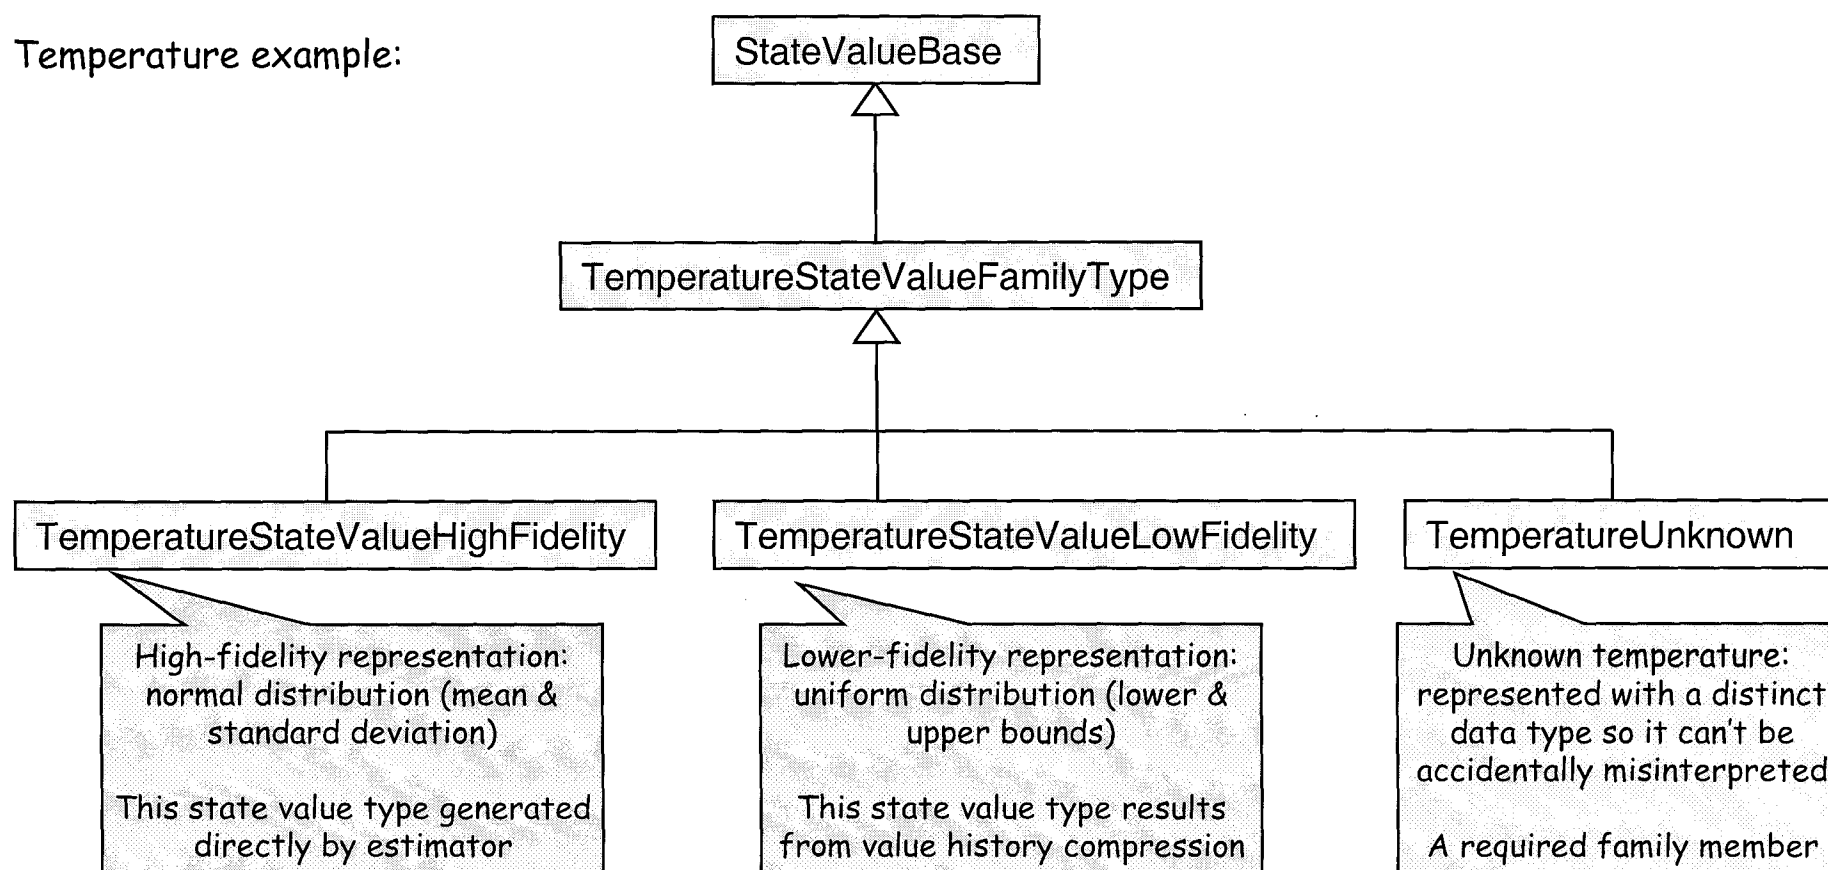 Temperature example:
StateValueBase
TemperatureStateValueFamilyType
TemperatureStateValueHighFidelity
TemperatureStateValueLowFidelity
TemperatureUnknown
High-fidelity representation:
normal distribution (mean &
standard deviation)
This state value type generated
directly by estimator
Lower-fidelity representation:
uniform distribution (lower &
upper bounds)
This state value type results
from value history compression
Unknown temperature:
represented with a distinct
data type so it can't be
accidentally misinterpreted
A required family member